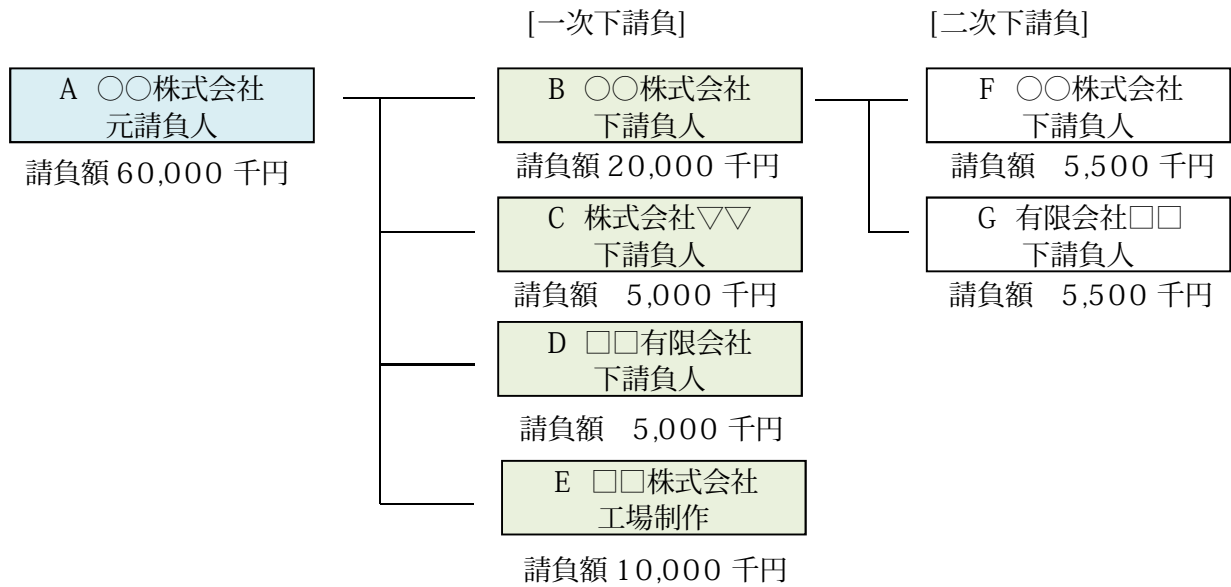 [一次下請負]
[二次下請負]
A ○○株式会社
元請負人
請負額 60,000 千円
B ○○株式会社
下請負人
請負額 20,000 千円
C 株式会社▽▽
下請負人
請負額 5,000 千円
D □□有限会社
下請負人
請負額 5,000 千円
E □□株式会社
工場制作
請負額 10,000 千円
F ○○株式会社
下請負人
請負額 5,500 千円
G 有限会社□□
下請負人
請負額 5,500 千円